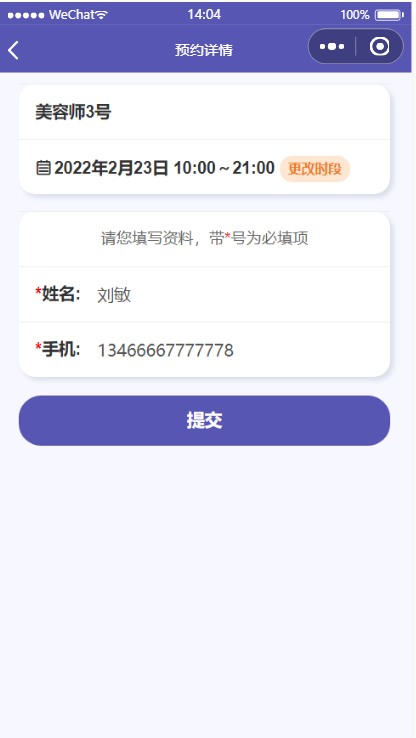 WeChat 14:04 100%
预约详情
美容师3号
2022年2月23日 10:00～21:00 更改时段
请您填写资料，带*号为必填项
*姓名: 刘敏
*手机: 13466667777778
提交